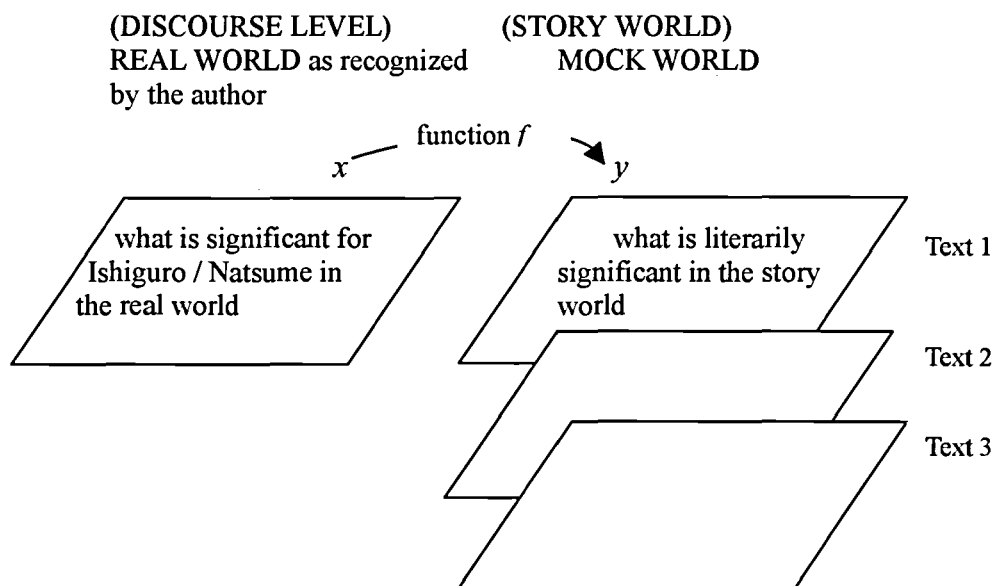 (DISCOURSE LEVEL)
REAL WORLD as recognized
by the author
(STORY WORLD)
MOCK WORLD
function f
x
y
what is significant for
Ishiguro / Natsume in
the real world
what is literarily
significant in the story
world
Text 1
Text 2
Text 3